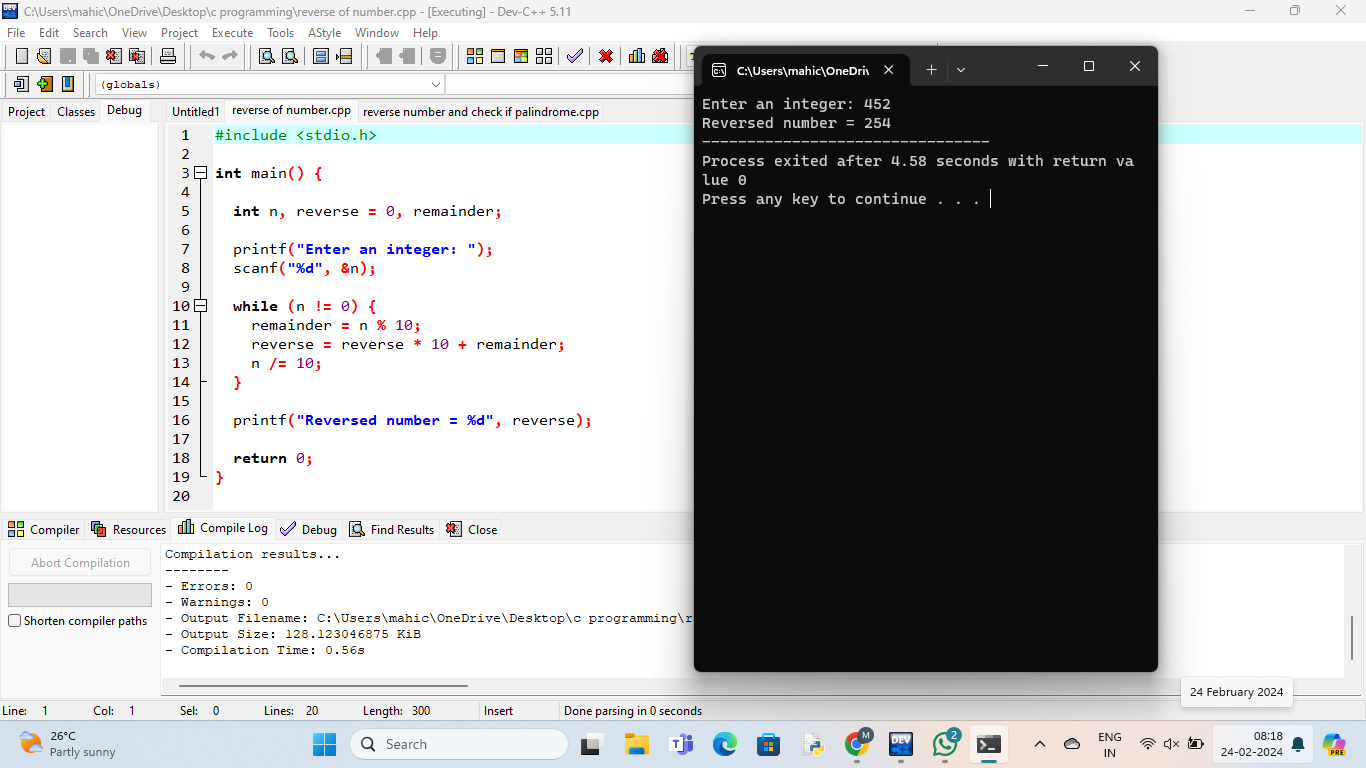 C:\Users\mahic\OneDrive\Desktop\c programming\reverse of number.cpp - [Executing] - Dev-C++ 5.11
File Edit Search View Project Execute Tools AStyle Window Help
(globals)
Project Classes Debug
Untitled1 reverse of number.cpp reverse number and check if palindrome.cpp
1 #include <stdio.h>
2
3 int main() {
4
5 int n, reverse = 0, remainder;
6
7 printf("Enter an integer: ");
8 scanf("%d", &n);
9
10 while (n != 0) {
11 remainder = n % 10;
12 reverse = reverse * 10 + remainder;
13 n /= 10;
14 }
15
16 printf("Reversed number = %d", reverse);
17
18 return 0;
19 }
20
C:\Users\mahic\OneDri
Enter an integer: 452
Reversed number = 254
--------------------------------
Process exited after 4.58 seconds with return va
lue 0
Press any key to continue . . .
Compiler Resources Compile Log Debug Find Results Close
Abort Compilation
Shorten compiler paths
Compilation results...
--------
- Errors: 0
- Warnings: 0
- Output Filename: C:\Users\mahic\OneDrive\Desktop\c programming\r
- Output Size: 128.123046875 KiB
- Compilation Time: 0.56s
24 February 2024
Line: 1 Col: 1 Sel: 0 Lines: 20 Length: 300 Insert Done parsing in 0 seconds
26°C
Partly sunny
Search
DEV
M
2
ENG
IN
08:18
24-02-2024
PRE